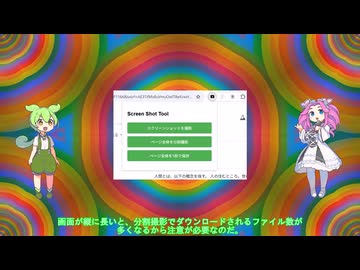 Screen Shot Tool
スクリーンショットを撮影
ページ全体を分割撮影
ページ全体を1枚で撮影
人間とは、以下の概念を指す。 人の住むところ。世
画面が縦に長いと、分割撮影でダウンロードされるファイル数が
多くなるから注意が必要なのだ。